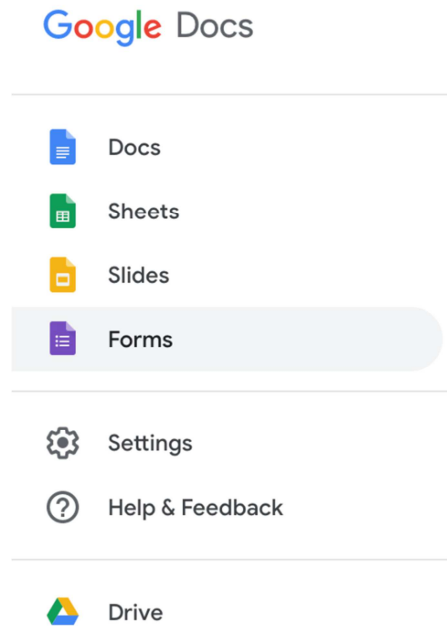 Google Docs
Docs
Sheets
Slides
Forms
Settings
Help & Feedback
Drive